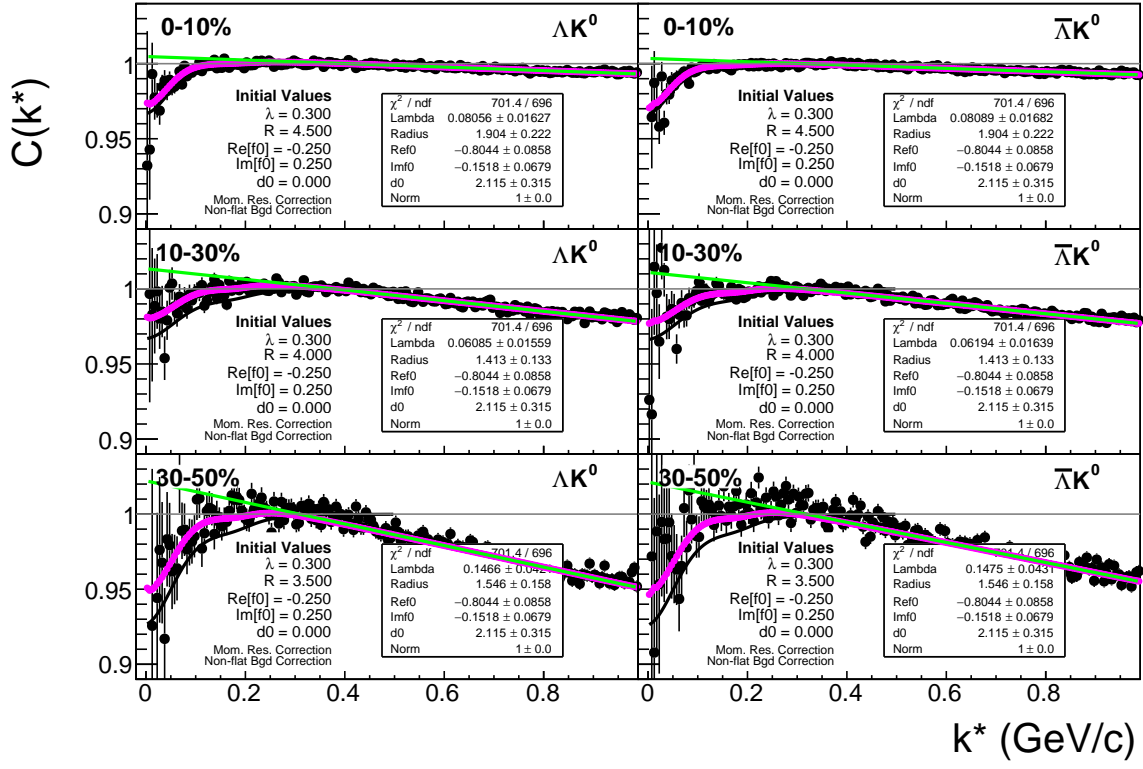 C(k*)
0-10%
ΛK⁰
1
0.95
0.9
Initial Values
λ = 0.300
R = 4.500
Re[f0] = -0.250
Im[f0] = 0.250
d0 = 0.000
Mom. Res. Correction
Non-flat Bgd Correction
χ² / ndf 701.4 / 696
Lambda 0.08056 ± 0.01627
Radius 1.904 ± 0.222
Ref0 −0.8044 ± 0.0858
Imf0 −0.1518 ± 0.0679
d0 2.115 ± 0.315
Norm 1 ± 0.0
0-10%
Λ̅K⁰
Initial Values
λ = 0.300
R = 4.500
Re[f0] = -0.250
Im[f0] = 0.250
d0 = 0.000
Mom. Res. Correction
Non-flat Bgd Correction
χ² / ndf 701.4 / 696
Lambda 0.08089 ± 0.01682
Radius 1.904 ± 0.222
Ref0 −0.8044 ± 0.0858
Imf0 −0.1518 ± 0.0679
d0 2.115 ± 0.315
Norm 1 ± 0.0
10-30%
ΛK⁰
1
0.95
0.9
Initial Values
λ = 0.300
R = 4.000
Re[f0] = -0.250
Im[f0] = 0.250
d0 = 0.000
Mom. Res. Correction
Non-flat Bgd Correction
χ² / ndf 701.4 / 696
Lambda 0.06085 ± 0.01559
Radius 1.413 ± 0.133
Ref0 −0.8044 ± 0.0858
Imf0 −0.1518 ± 0.0679
d0 2.115 ± 0.315
Norm 1 ± 0.0
10-30%
Λ̅K⁰
Initial Values
λ = 0.300
R = 4.000
Re[f0] = -0.250
Im[f0] = 0.250
d0 = 0.000
Mom. Res. Correction
Non-flat Bgd Correction
χ² / ndf 701.4 / 696
Lambda 0.06194 ± 0.01639
Radius 1.413 ± 0.133
Ref0 −0.8044 ± 0.0858
Imf0 −0.1518 ± 0.0679
d0 2.115 ± 0.315
Norm 1 ± 0.0
30-50%
ΛK⁰
1
0.95
0.9
Initial Values
λ = 0.300
R = 3.500
Re[f0] = -0.250
Im[f0] = 0.250
d0 = 0.000
Mom. Res. Correction
Non-flat Bgd Correction
χ² / ndf 701.4 / 696
Lambda
Radius 1.546 ± 0.158
Ref0 −0.8044 ± 0.0858
Imf0 −0.1518 ± 0.0679
d0 2.115 ± 0.315
Norm 1 ± 0.0
30-50%
Λ̅K⁰
Initial Values
λ = 0.300
R = 3.500
Re[f0] = -0.250
Im[f0] = 0.250
d0 = 0.000
Mom. Res. Correction
Non-flat Bgd Correction
χ² / ndf 701.4 / 696
Lambda 0.1475 ± 0.0431
Radius 1.546 ± 0.158
Ref0 −0.8044 ± 0.0858
Imf0 −0.1518 ± 0.0679
d0 2.115 ± 0.315
Norm 1 ± 0.0
0 0.2 0.4 0.6 0.8
0 0.2 0.4 0.6 0.8
k* (GeV/c)